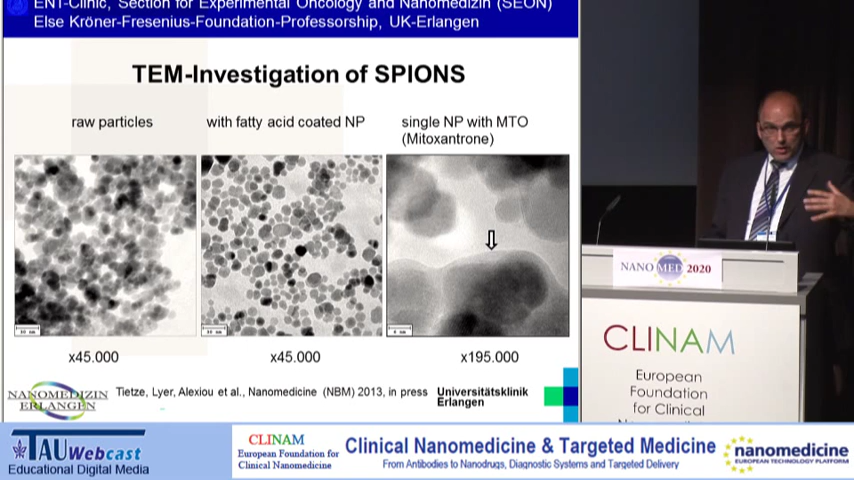 ENT-Clinic, Section for Experimental Oncology and Nanomedizin (SEON)
Else Kröner-Fresenius-Foundation-Professorship, UK-Erlangen
TEM-Investigation of SPIONS
raw particles
with fatty acid coated NP
single NP with MTO
(Mitoxantrone)
x45.000
x45.000
x195.000
NANOMEDIZIN
ERLANGEN
Tietze, Lyer, Alexiou et al., Nanomedicine (NBM) 2013, in press
Universitätsklinik
Erlangen
NANO MED 2020
CLINAM
European
Foundation
for Clinical
TAU Webcast
Educational Digital Media
CLINAM
European Foundation for
Clinical Nanomedicine
Clinical Nanomedicine & Targeted Medicine
From Antibodies to Nanodrugs, Diagnostic Systems and Targeted Delivery
nanomedicine
EUROPEAN TECHNOLOGY PLATFORM